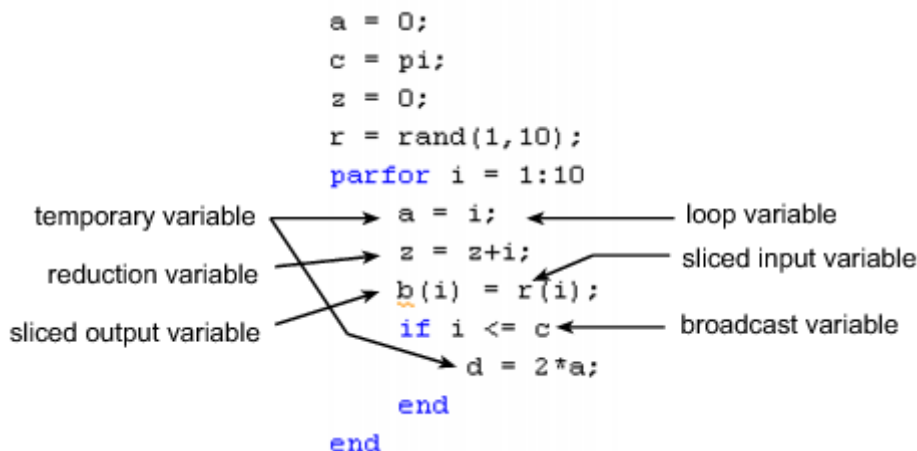 a = 0;
c = pi;
z = 0;
r = rand(1,10);
parfor i = 1:10
temporary variable a = i; loop variable
reduction variable z = z+i; sliced input variable
sliced output variable b(i) = r(i);
if i <= c broadcast variable
d = 2*a;
end
end